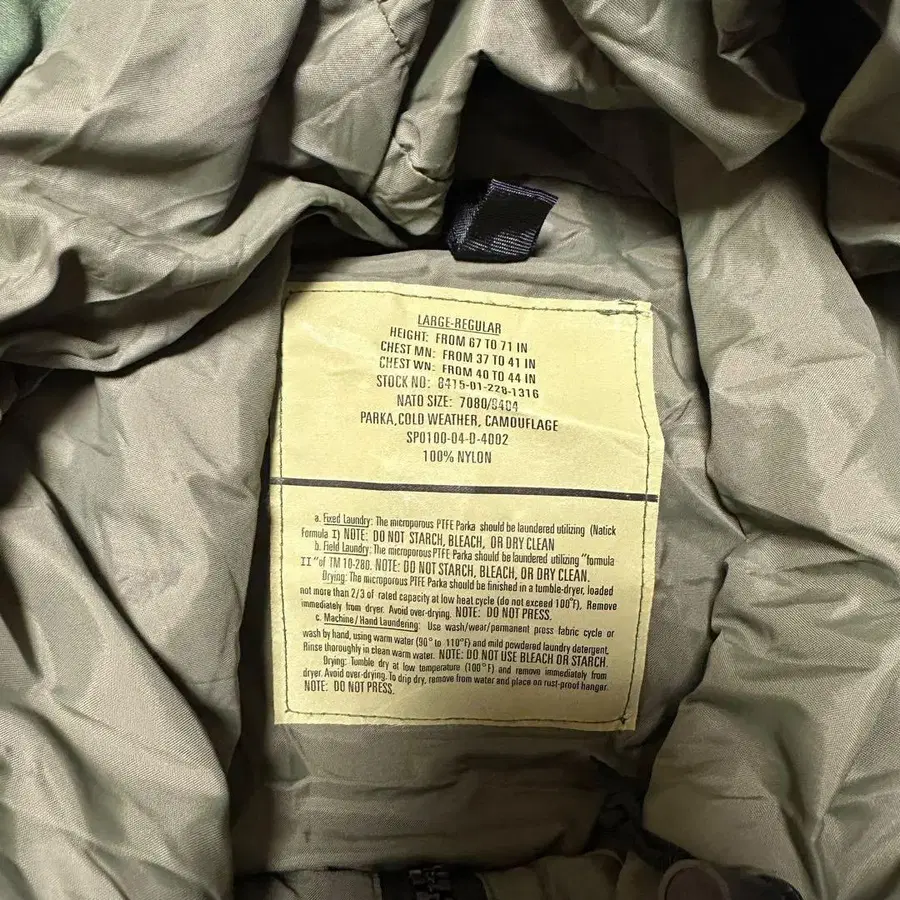 LARGE-REGULAR
HEIGHT: FROM 67 TO 71 IN
CHEST MN: FROM 37 TO 41 IN
CHEST WN: FROM 40 TO 44 IN
STOCK NO: 8415-01-228-1316
NATO SIZE: 7080/9404
PARKA, COLD WEATHER, CAMOUFLAGE
SP0100-04-D-4002
100% NYLON
a. Fixed Laundry: The microporous PTFE Parka should be laundered utilizing (Natick
Formula I) NOTE: DO NOT STARCH, BLEACH, OR DRY CLEAN
b. Field Laundry: The microporous PTFE Parka should be laundered utilizing "formula
II" of TM 10-280. NOTE: DO NOT STARCH, BLEACH, OR DRY CLEAN.
Drying: The microporous PTFE Parka should be finished in a tumble-dryer, loaded
not more than 2/3 of rated capacity at low heat cycle (do not exceed 100°F). Remove
immediately from dryer. Avoid over-drying. NOTE: DO NOT PRESS.
c. Machine/Hand Laundering: Use wash/wear/permanent press fabric cycle or
wash by hand, using warm water (90° to 110°F) and mild powdered laundry detergent.
Rinse thoroughly in clean warm water. NOTE: DO NOT USE BLEACH OR STARCH.
Drying: Tumble dry at low temperature (100°F) and remove immediately from
dryer. Avoid over-drying. To drip dry, remove from water and place on rust-proof hanger.
NOTE: DO NOT PRESS.